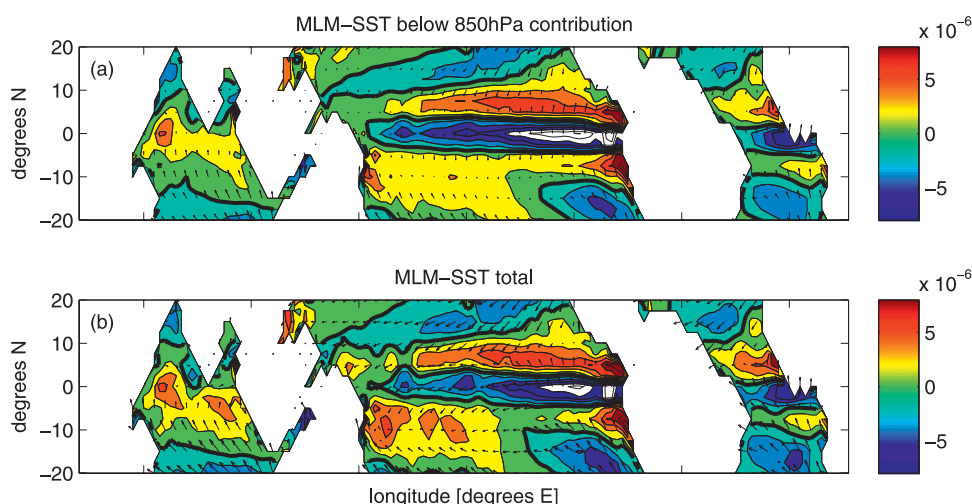 MLM−SST below 850hPa contribution
x 10⁻⁶
(a)
degrees N
20
10
0
−10
−20
5
0
−5
MLM−SST total
x 10⁻⁶
(b)
degrees N
20
10
0
−10
−20
5
0
−5
longitude [degrees E]